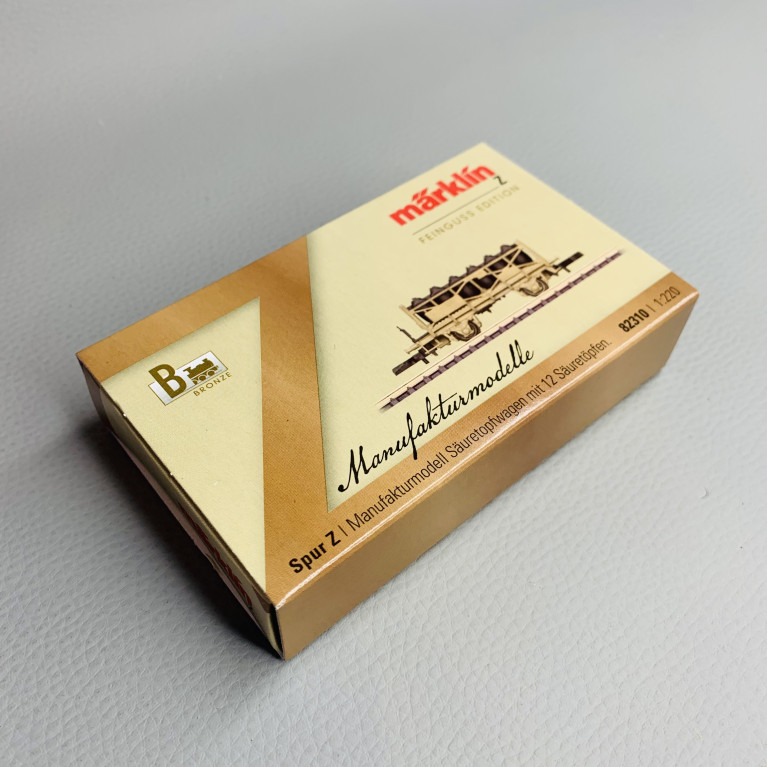 märklin
Z
FEINGUSS EDITION
B
BRONZE
Manufakturmodelle
Spur Z | Manufakturmodell Säuretopfwagen mit 12 Säuretöpfen. 82310 | 1:220